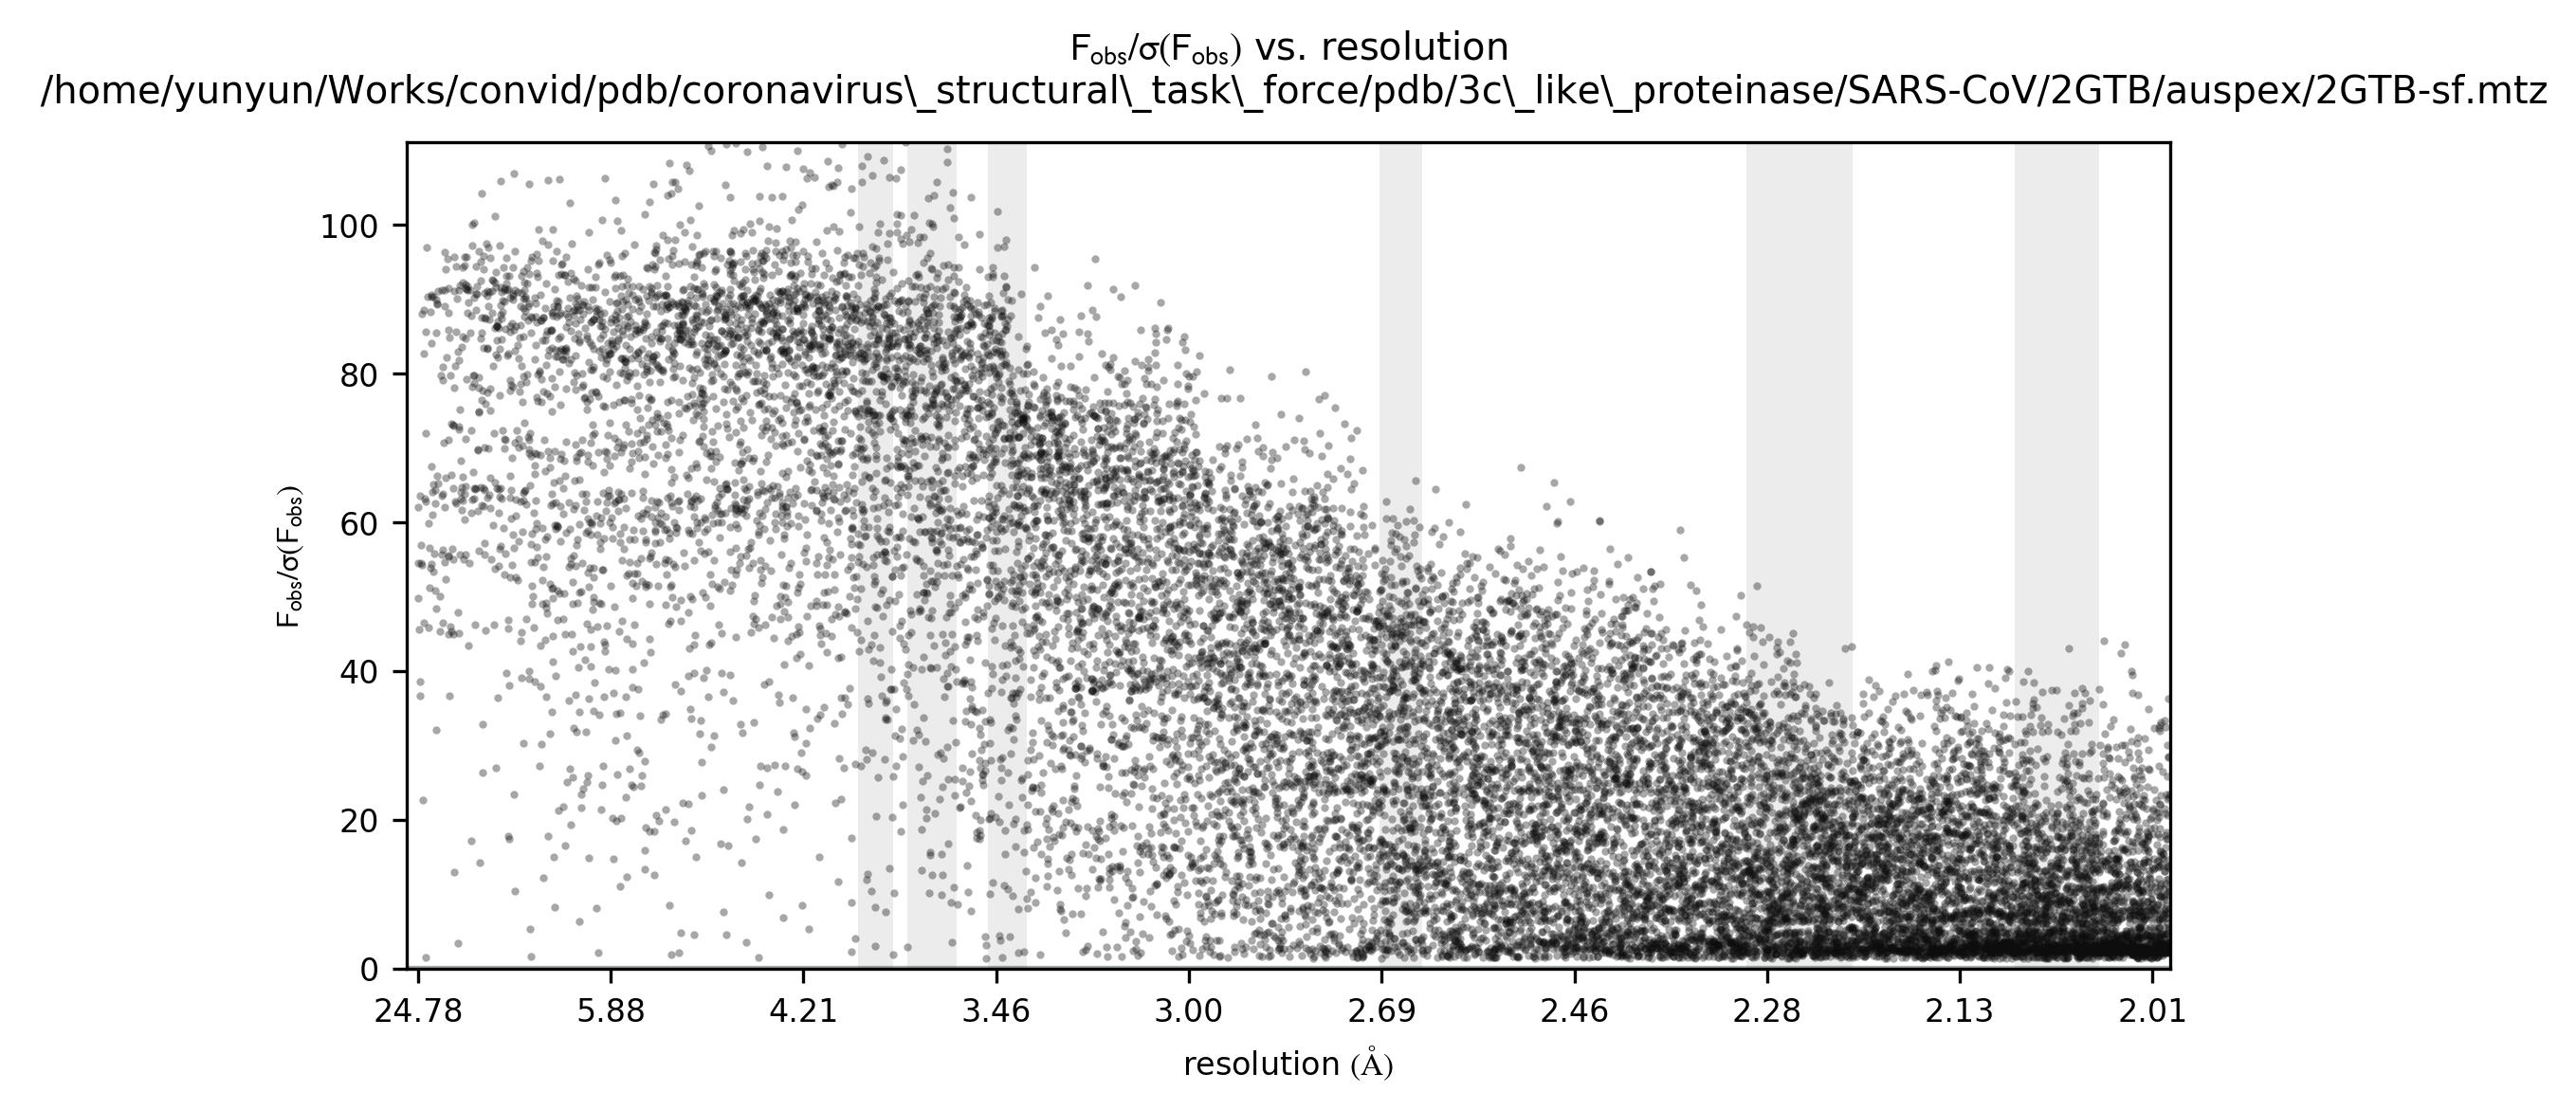 Fobs/σ(Fobs) vs. resolution
/home/yunyun/Works/convid/pdb/coronavirus\_structural\_task\_force/pdb/3c\_like\_proteinase/SARS-CoV/2GTB/auspex/2GTB-sf.mtz
Fobs/σ(Fobs)
100
80
60
40
20
0
24.78 5.88 4.21 3.46 3.00 2.69 2.46 2.28 2.13 2.01
resolution (Å)